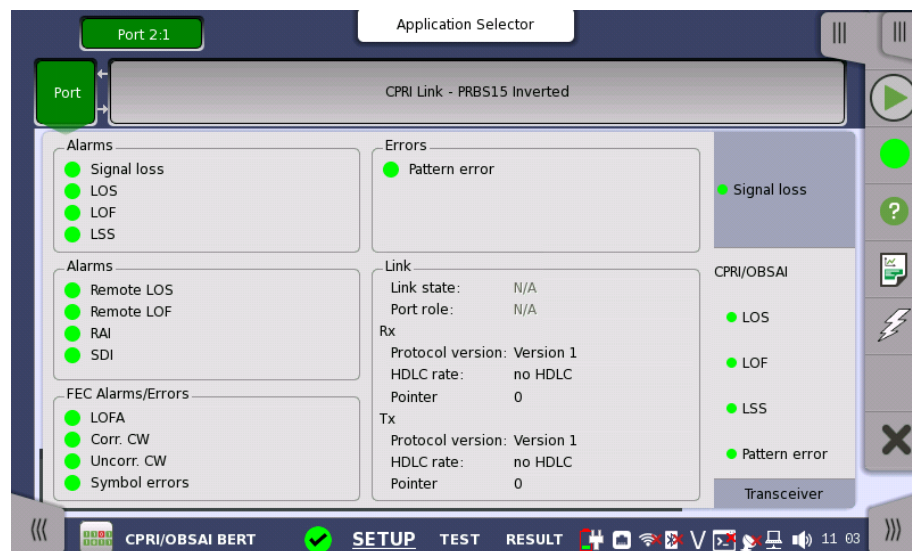 Port 2:1
Application Selector
Port
CPRI Link - PRBS15 Inverted
Alarms
Signal loss
LOS
LOF
LSS
Errors
Pattern error
Alarms
Remote LOS
Remote LOF
RAI
SDI
Link
Link state: N/A
Port role: N/A
Rx
Protocol version: Version 1
HDLC rate: no HDLC
Pointer 0
Tx
Protocol version: Version 1
HDLC rate: no HDLC
Pointer 0
FEC Alarms/Errors
LOFA
Corr. CW
Uncorr. CW
Symbol errors
Signal loss
CPRI/OBSAI
LOS
LOF
LSS
Pattern error
Transceiver
CPRI/OBSAI BERT SETUP TEST RESULT 11 03